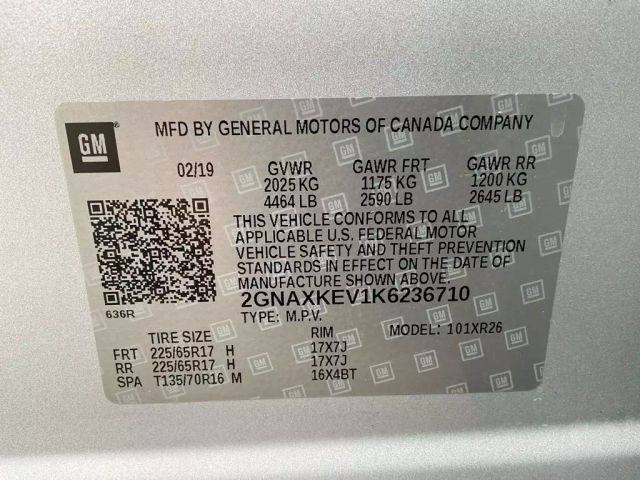 GM
MFD BY GENERAL MOTORS OF CANADA COMPANY
02/19 GVWR GAWR FRT GAWR RR
2025 KG 1175 KG 1200 KG
4464 LB 2590 LB 2645 LB
THIS VEHICLE CONFORMS TO ALL
APPLICABLE U.S. FEDERAL MOTOR
VEHICLE SAFETY AND THEFT PREVENTION
STANDARDS IN EFFECT ON THE DATE OF
MANUFACTURE SHOWN ABOVE.
2GNAXKEV1K6236710
636R
TYPE: M.P.V. MODEL: 101XR26
TIRE SIZE RIM
FRT 225/65R17 H 17X7J
RR 225/65R17 H 17X7J
SPA T135/70R16 M 16X4BT